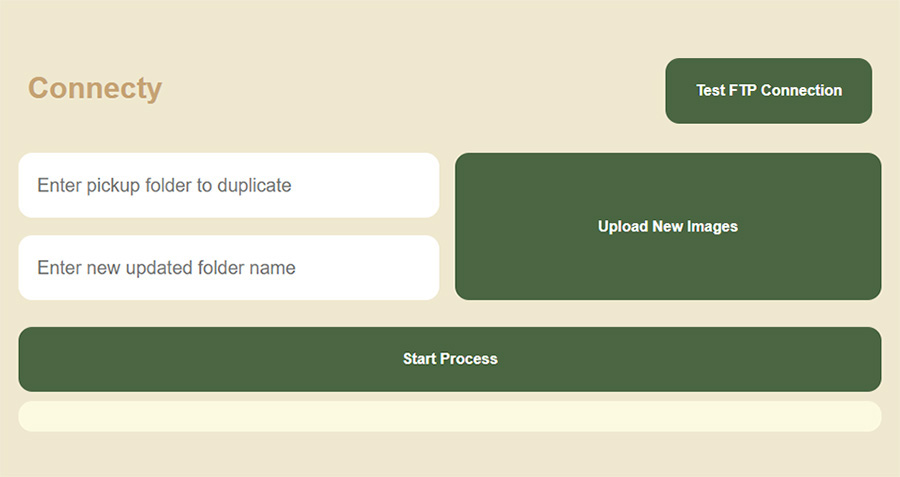 Connecty
Test FTP Connection
Enter pickup folder to duplicate
Upload New Images
Enter new updated folder name
Start Process